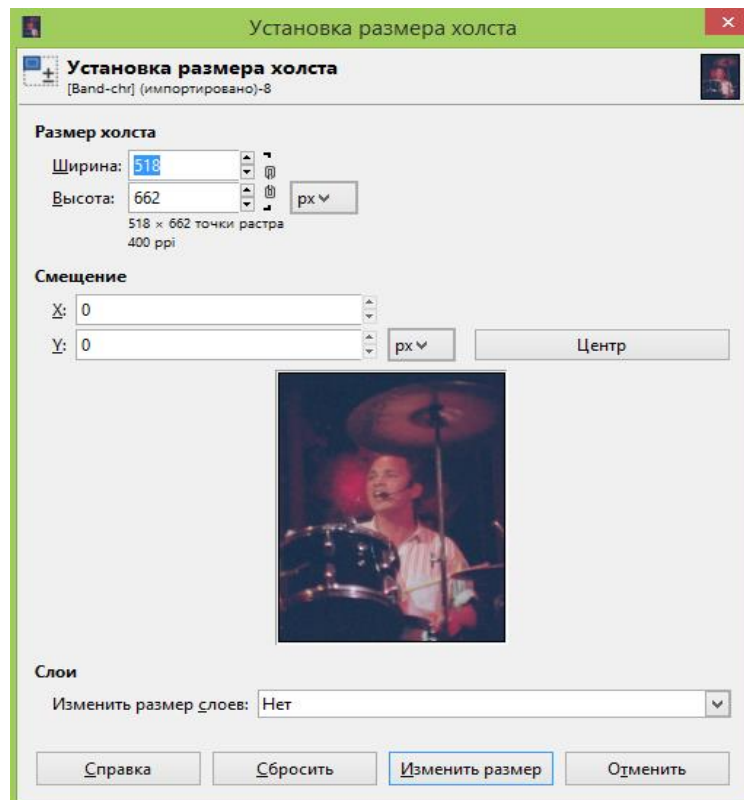 Установка размера холста
Установка размера холста
[Band-chr] (импортировано)-8
Размер холста
Ширина: 518
Высота: 662 px
518 × 662 точки растра
400 ppi
Смещение
X: 0
Y: 0 px Центр
Слои
Изменить размер слоев: Нет
Справка Сбросить Изменить размер Отменить